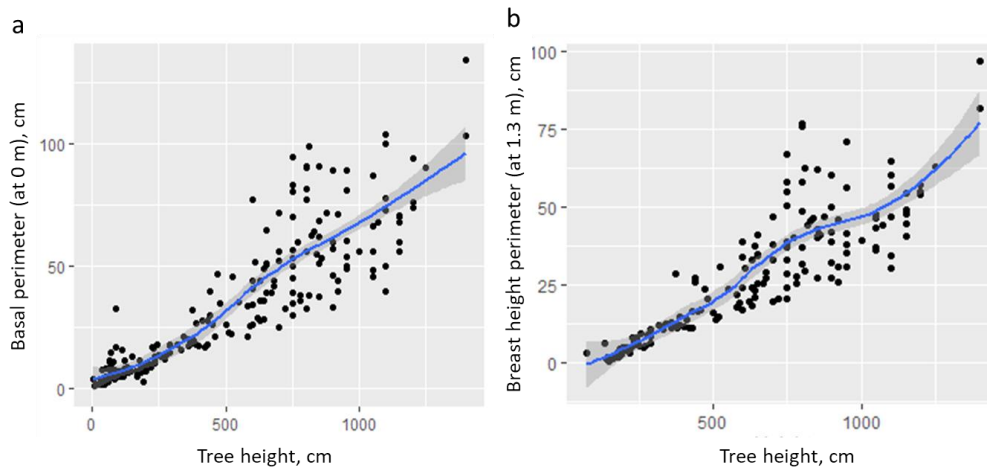 a
Basal perimeter (at 0 m), cm
100
50
0
0 500 1000
Tree height, cm
b
Breast height perimeter (at 1.3 m), cm
100
75
50
25
0
500 1000
Tree height, cm